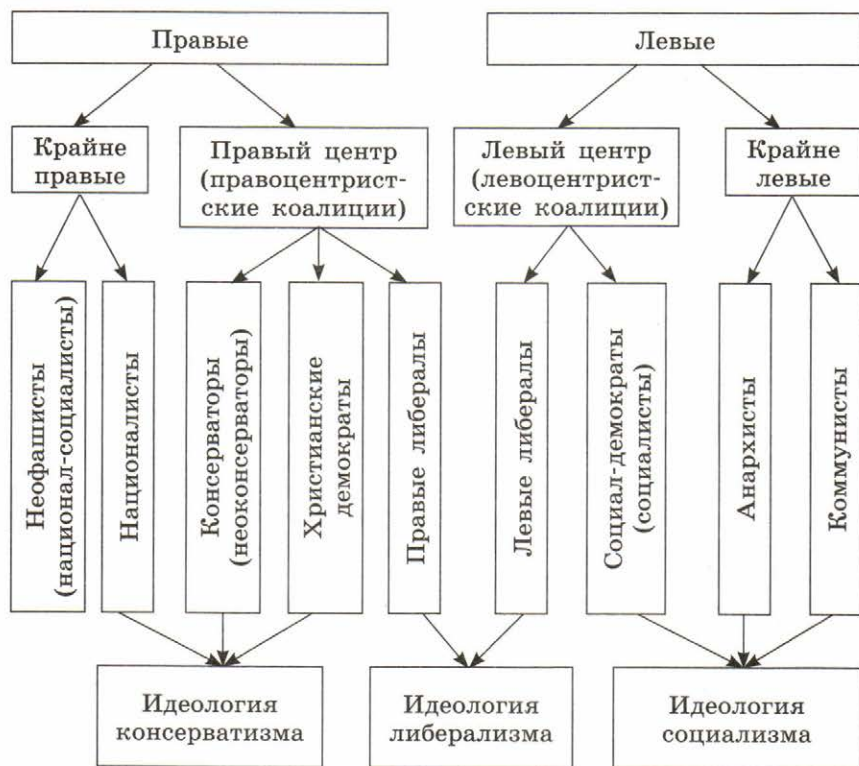 Правые
Левые
Крайне
правые
Правый центр
(правоцентрист-
ские коалиции)
Левый центр
(левоцентрист-
ские коалиции)
Крайне
левые
Неофашисты
(национал-социалисты)
Националисты
Консерваторы
(неоконсерваторы)
Христианские
демократы
Правые либералы
Левые либералы
Социал-демократы
(социалисты)
Анархисты
Коммунисты
Идеология
консерватизма
Идеология
либерализма
Идеология
социализма